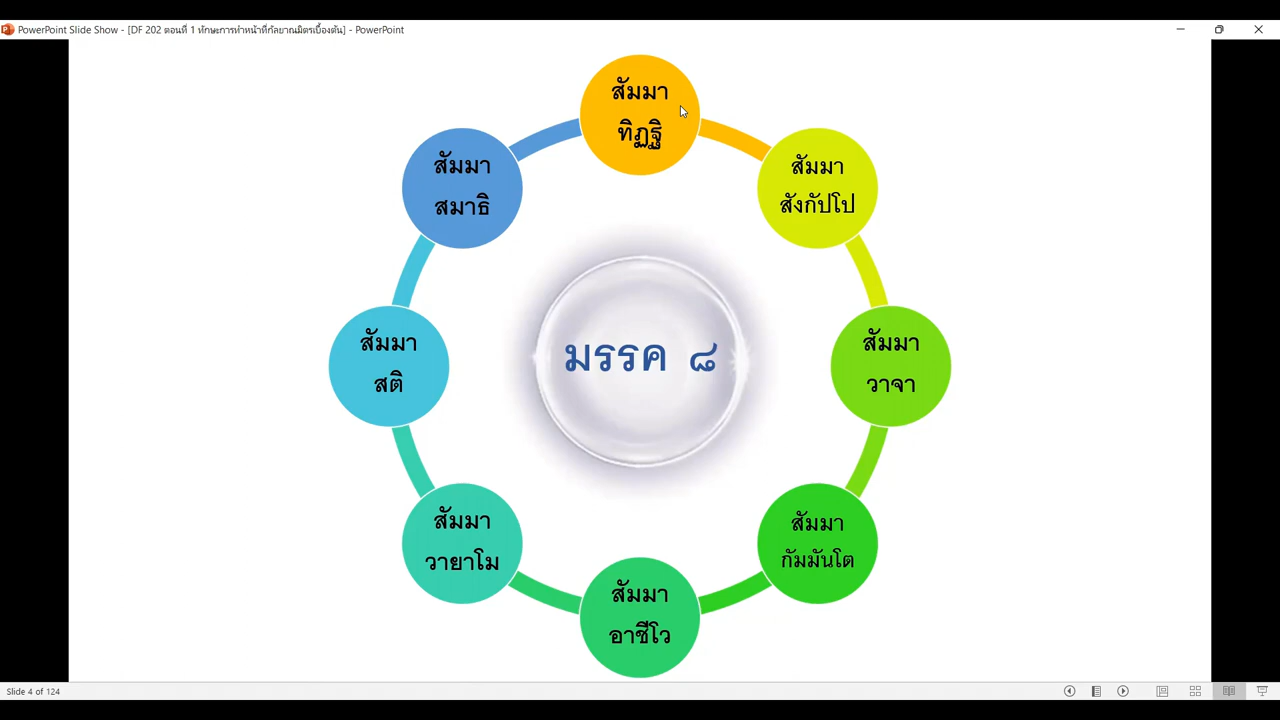 PowerPoint Slide Show - [DF 202 ตอนที่ 1 ทักษะการทำหน้าที่กัลยาณมิตรเบื้องต้น] - PowerPoint
สัมมา
ทิฏฐิ
สัมมา
สังกัปโป
สัมมา
วาจา
สัมมา
กัมมันโต
สัมมา
อาชีโว
สัมมา
วายาโม
สัมมา
สติ
สัมมา
สมาธิ
มรรค ๘
Slide 4 of 124